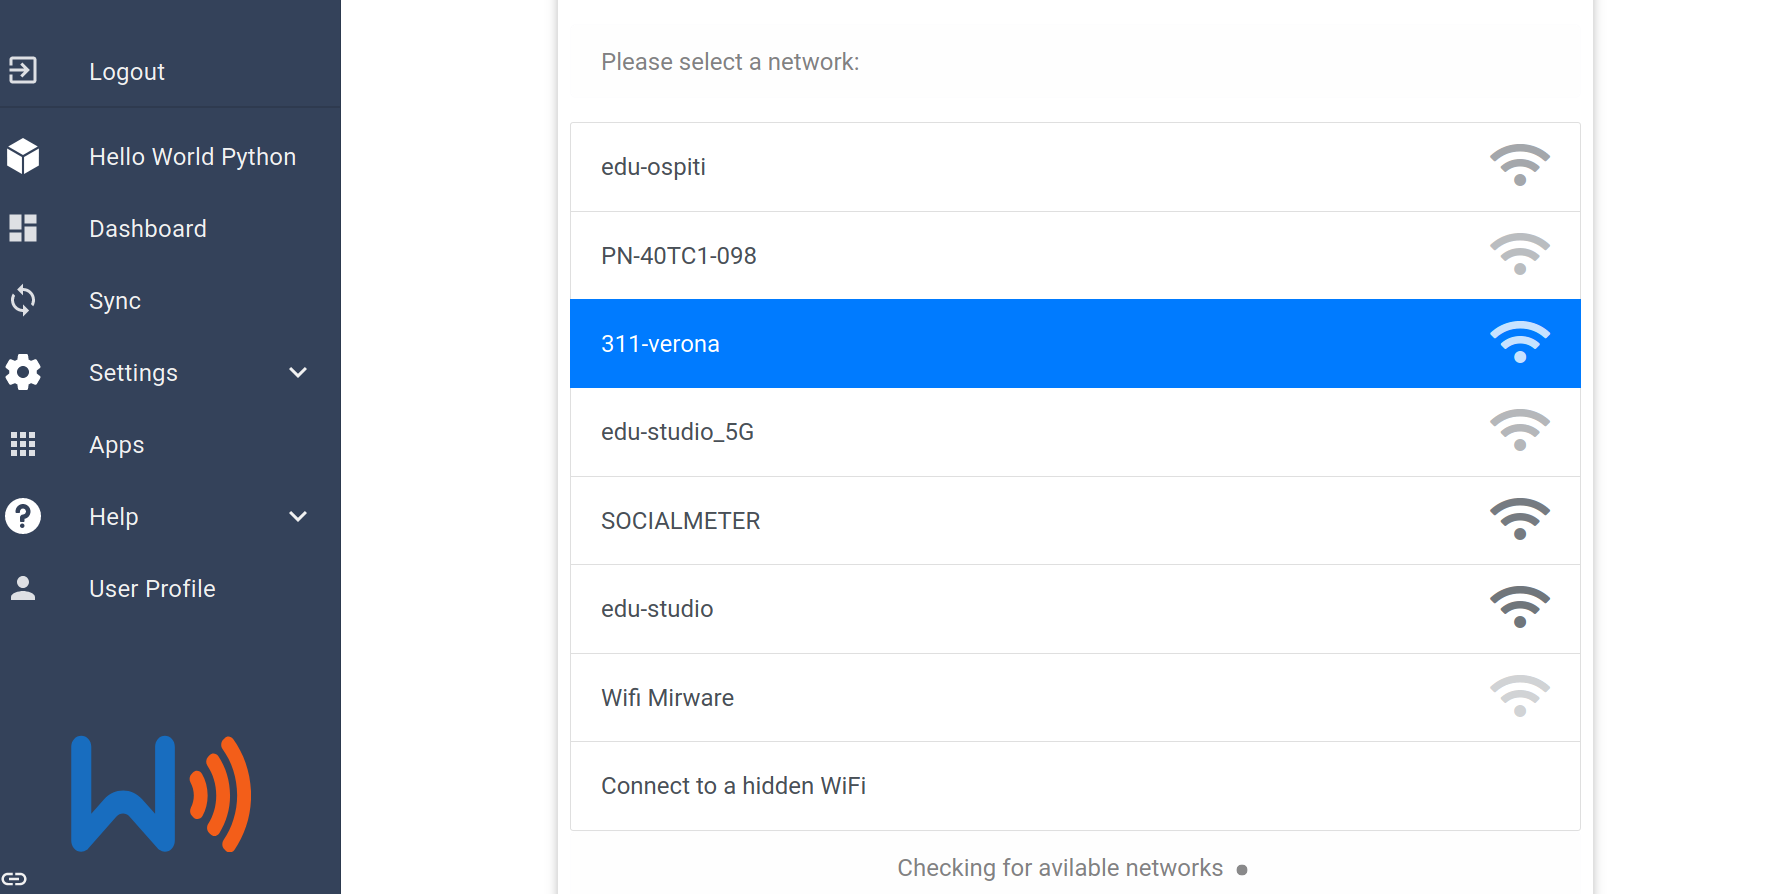 Logout
Hello World Python
Dashboard
Sync
Settings
Apps
Help
User Profile
Please select a network:
edu-ospiti
PN-40TC1-098
311-verona
edu-studio_5G
SOCIALMETER
edu-studio
Wifi Mirware
Connect to a hidden WiFi
Checking for avilable networks